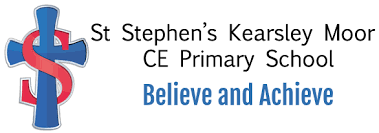 St Stephen's Kearsley Moor
CE Primary School
Believe and Achieve